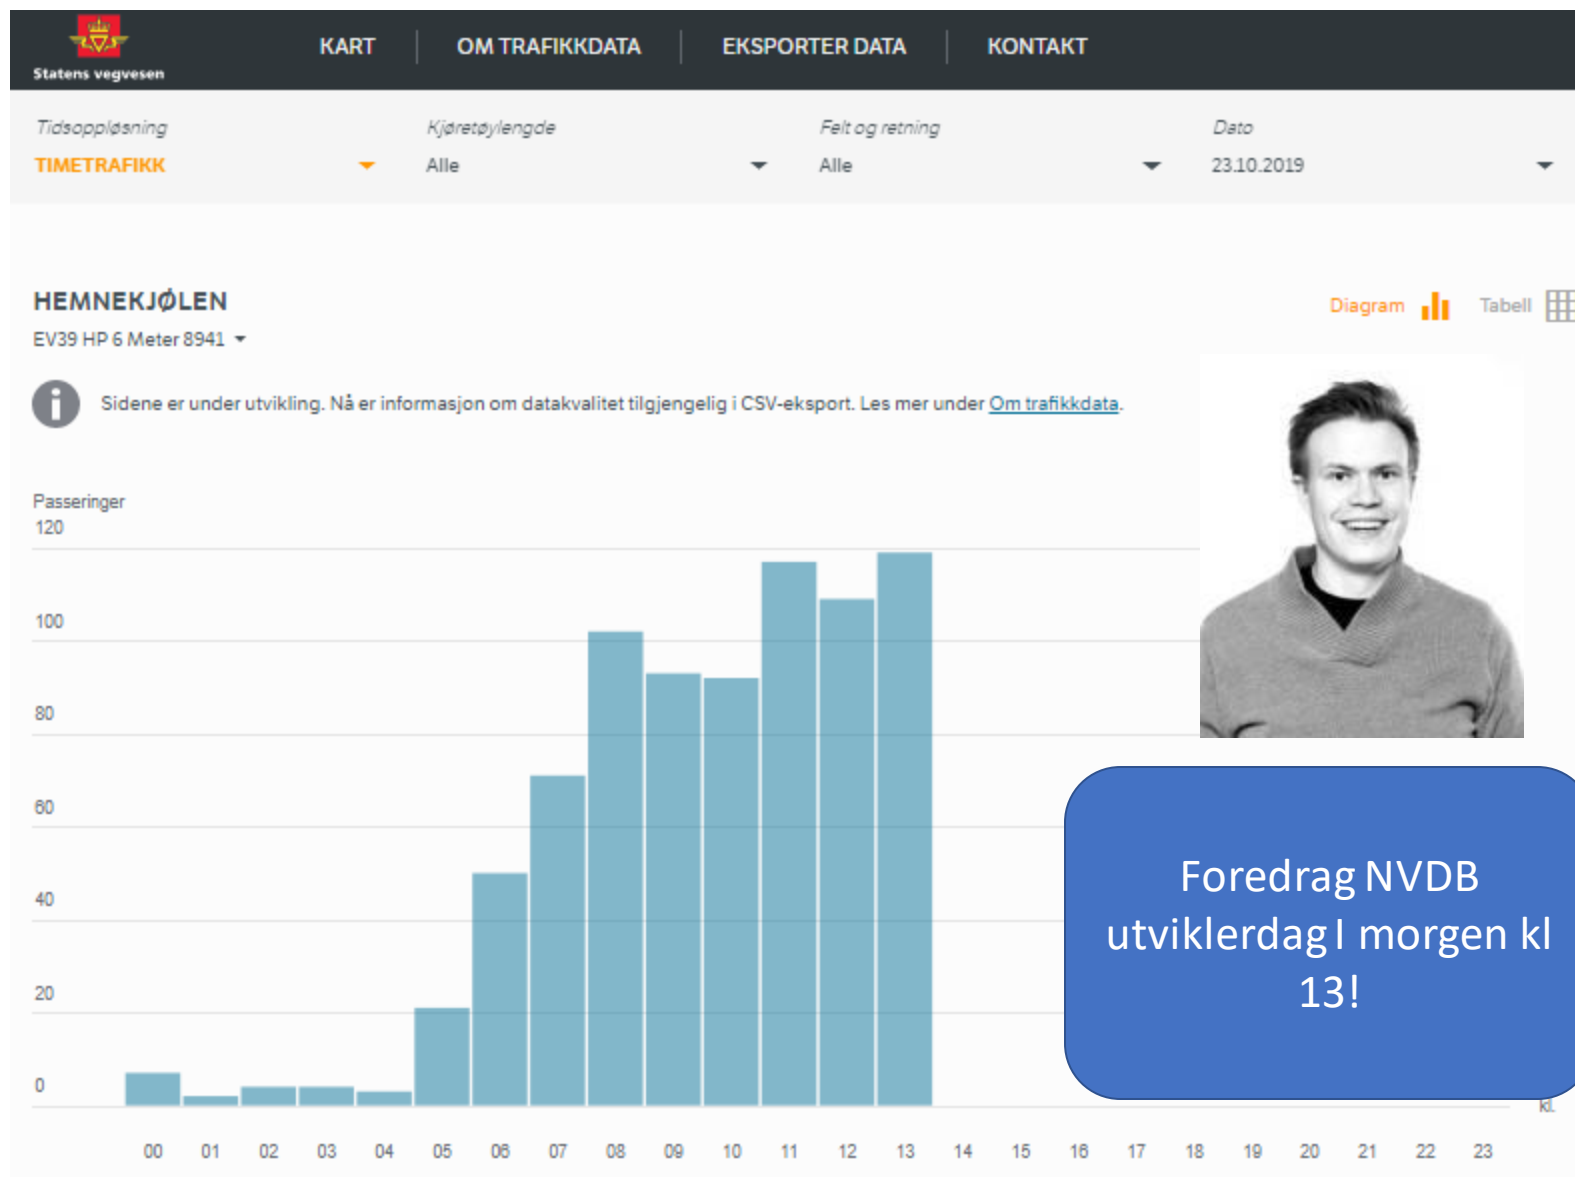 Statens vegvesen
KART
OM TRAFIKKDATA
EKSPORTER DATA
KONTAKT
Tidsoppløsning
TIMETRAFIKK
Kjøretøylengde
Alle
Felt og retning
Alle
Dato
23.10.2019
HEMNEKJØLEN
EV39 HP 6 Meter 8941
Diagram
Tabell
Sidene er under utvikling. Nå er informasjon om datakvalitet tilgjengelig i CSV-eksport. Les mer under Om trafikkdata.
Passeringer
120
100
80
60
40
20
0
00 01 02 03 04 05 06 07 08 09 10 11 12 13 14 15 16 17 18 19 20 21 22 23
kl.
Foredrag NVDB
utviklerdag I morgen kl
13!